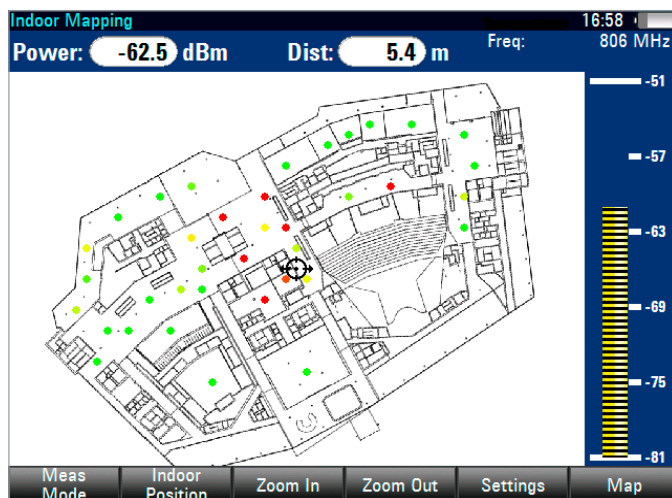 Indoor Mapping 16:58
Power: -62.5 dBm Dist: 5.4 m Freq: 806 MHz
-51
-57
-63
-69
-75
-81
Meas Mode Indoor Position Zoom In Zoom Out Settings Map